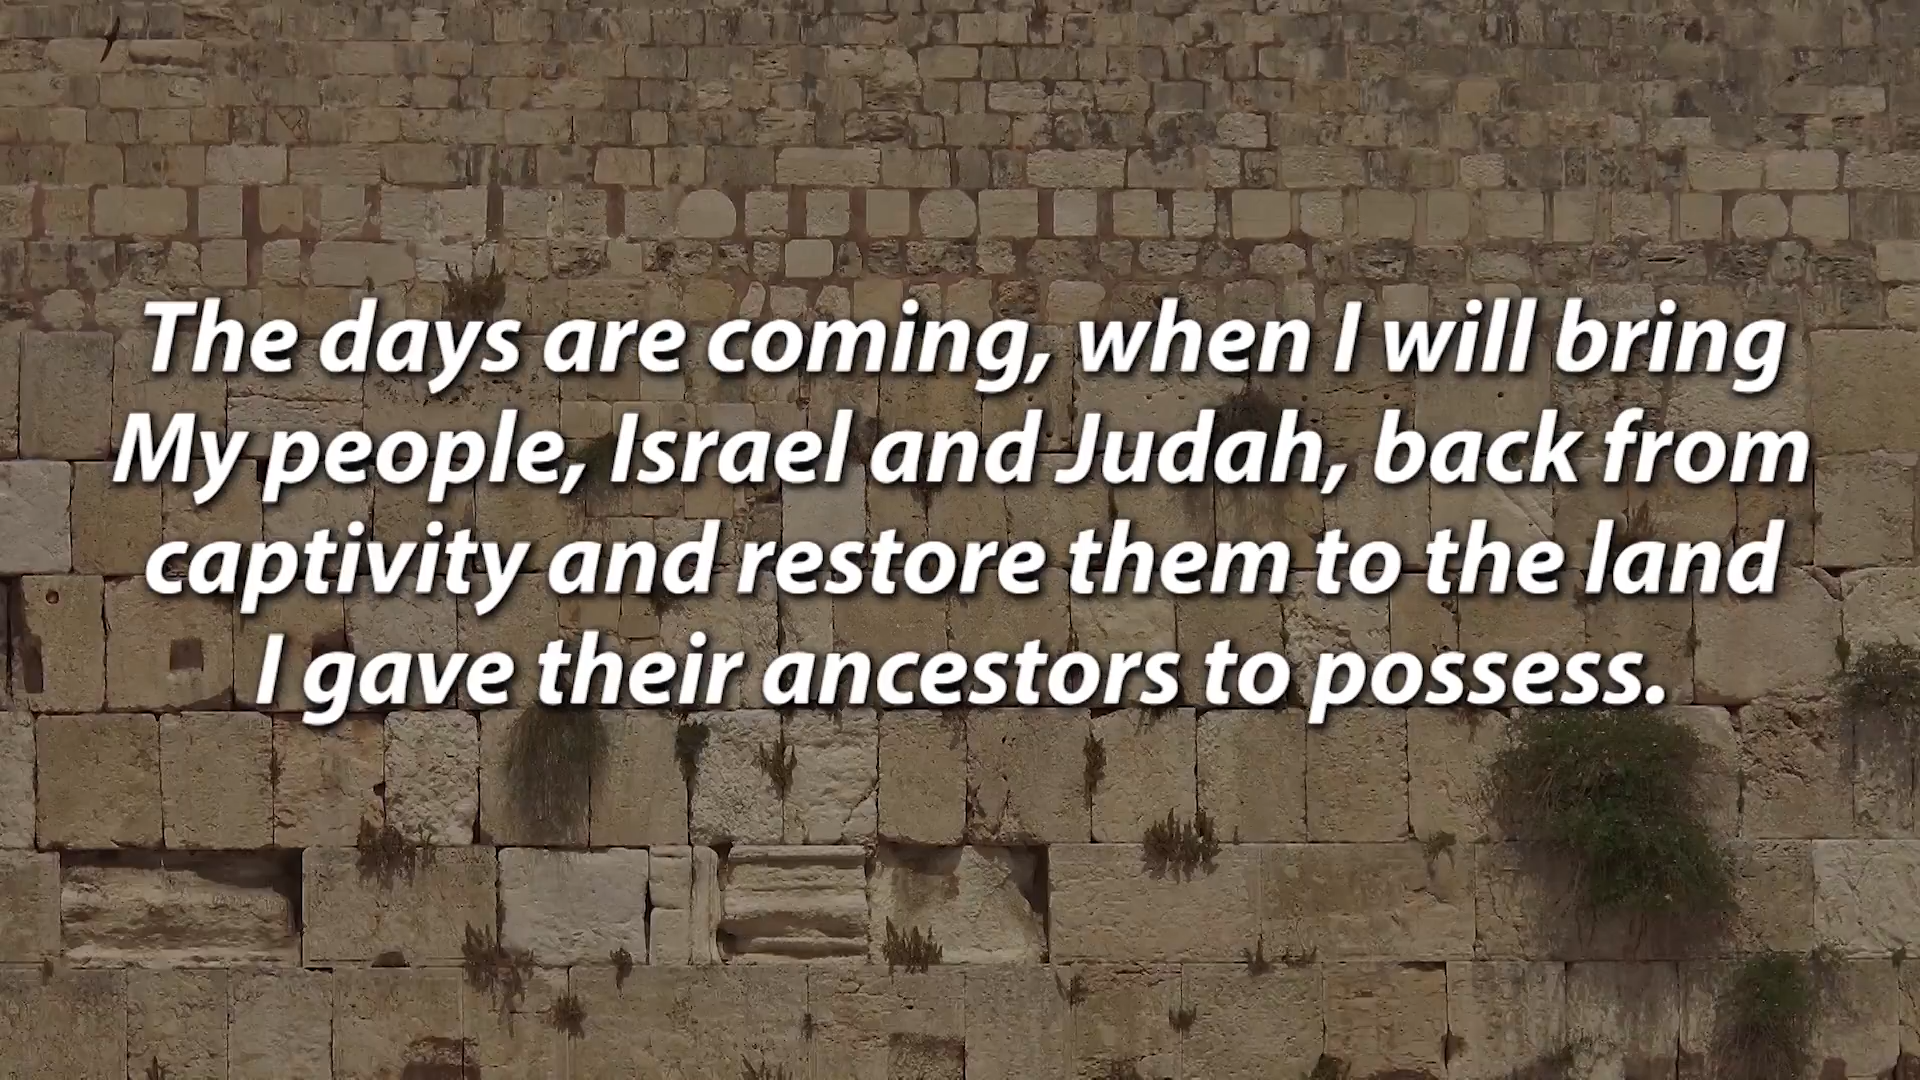 The days are coming, when I will bring
My people, Israel and Judah, back from
captivity and restore them to the land
I gave their ancestors to possess.